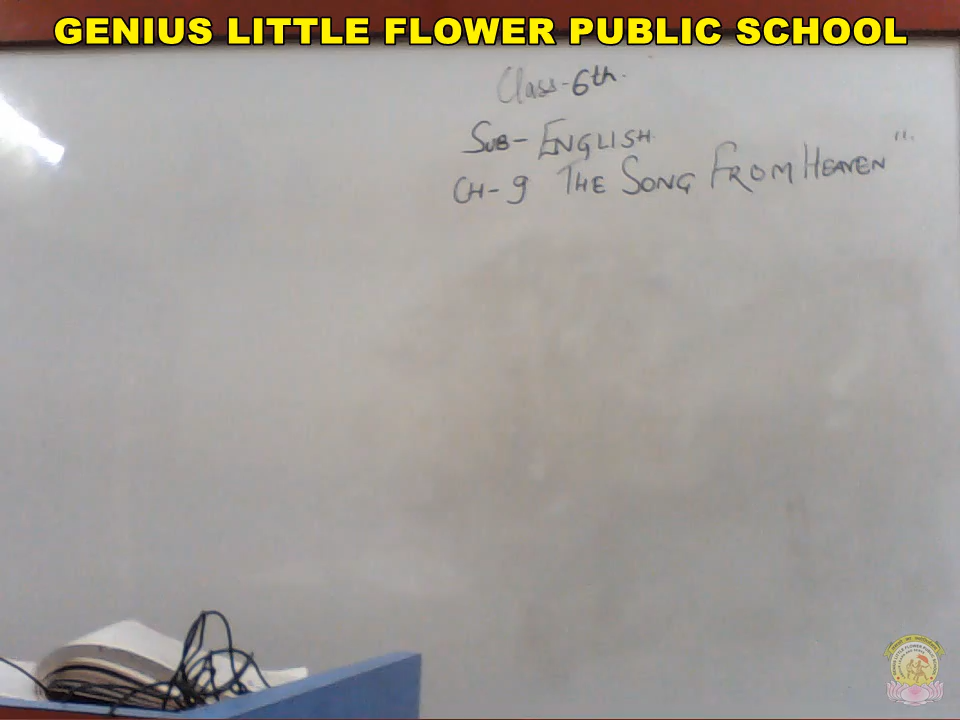 GENIUS LITTLE FLOWER PUBLIC SCHOOL
Class-6th.
SUB- ENGLISH.
CH-9 THE SONG FROM HEAVEN"